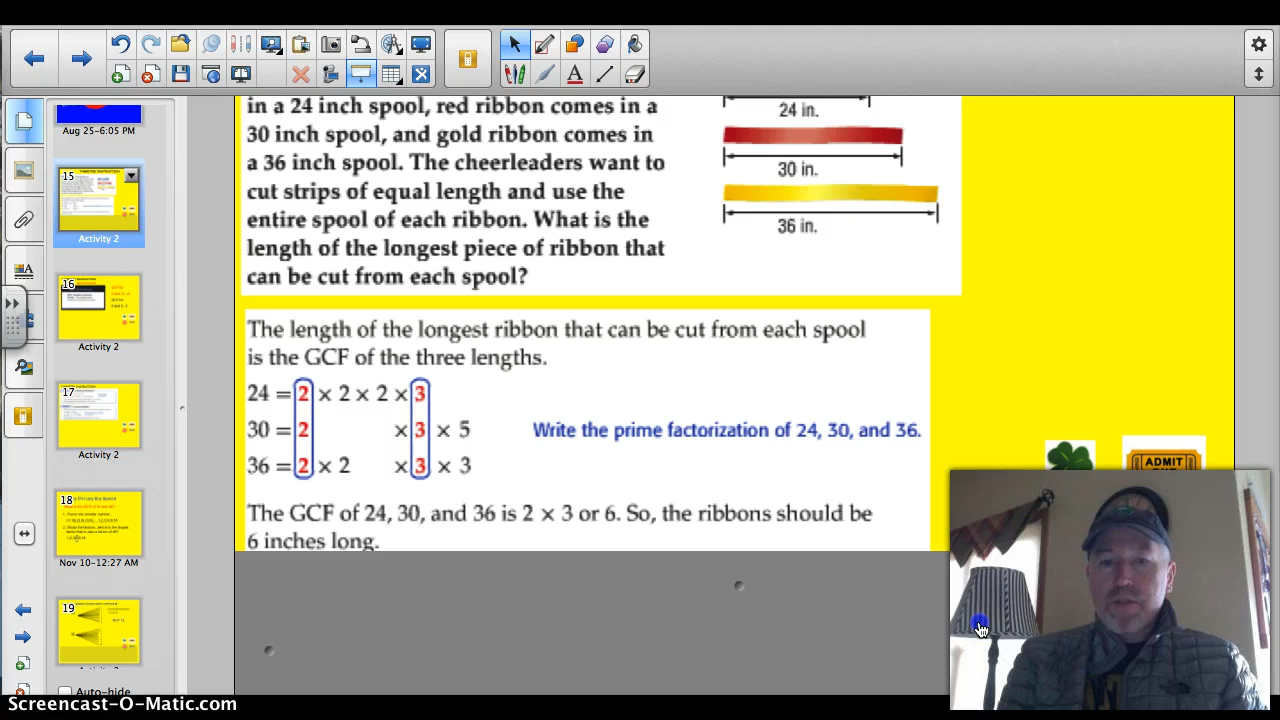 Aug 25-6:05 PM
15
Activity 2
16
Activity 2
17
Activity 2
18
Nov 10-12:27 AM
19
Auto-hide
in a 24 inch spool, red ribbon comes in a
30 inch spool, and gold ribbon comes in
a 36 inch spool. The cheerleaders want to
cut strips of equal length and use the
entire spool of each ribbon. What is the
length of the longest piece of ribbon that
can be cut from each spool?
24 in.
30 in.
36 in.
The length of the longest ribbon that can be cut from each spool
is the GCF of the three lengths.
24 = 2 × 2 × 2 × 3
30 = 2 × 3 × 5
Write the prime factorization of 24, 30, and 36.
36 = 2 × 2 × 3 × 3
The GCF of 24, 30, and 36 is 2 × 3 or 6. So, the ribbons should be
6 inches long.
ADMIT
Screencast-O-Matic.com